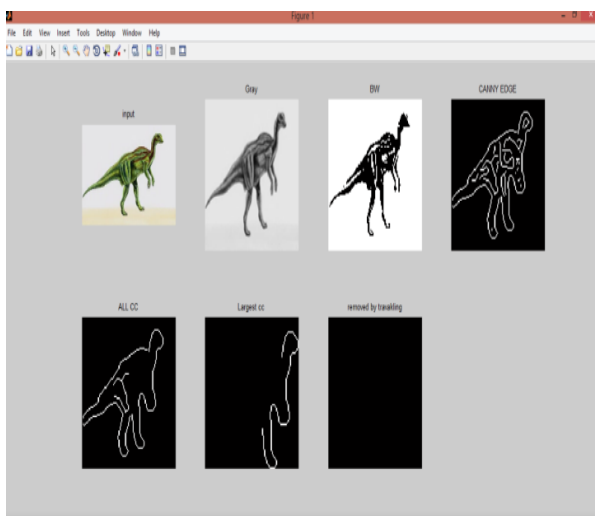 Figure 1
File Edit View Insert Tools Desktop Window Help
input
Gray
BW
CANNY EDGE
ALL CC
Largest cc
removed by travakling